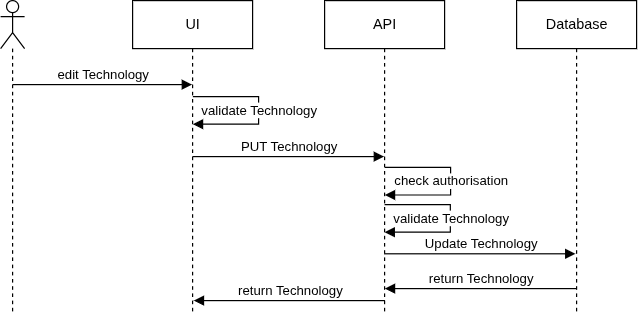 UI
API
Database
edit Technology
validate Technology
PUT Technology
check authorisation
validate Technology
Update Technology
return Technology
return Technology